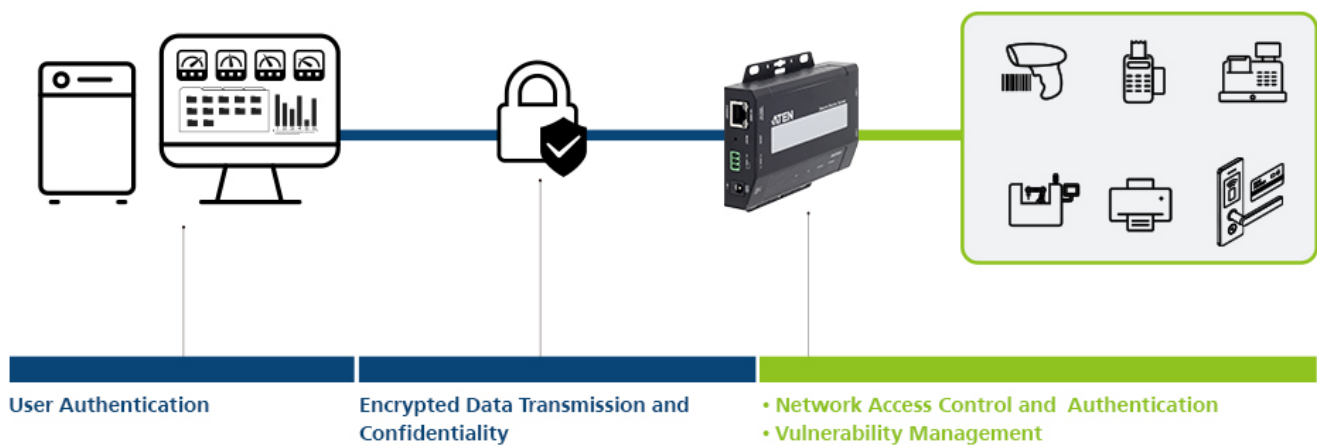 ATEN
User Authentication
Encrypted Data Transmission and
Confidentiality
• Network Access Control and Authentication
• Vulnerability Management